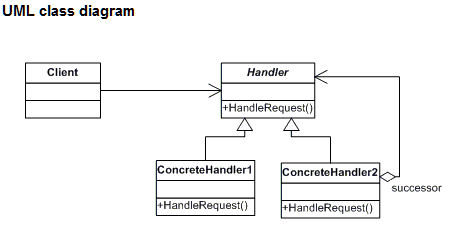 UML class diagram
Client
Handler
+HandleRequest()
ConcreteHandler1
+HandleRequest()
ConcreteHandler2
+HandleRequest()
successor